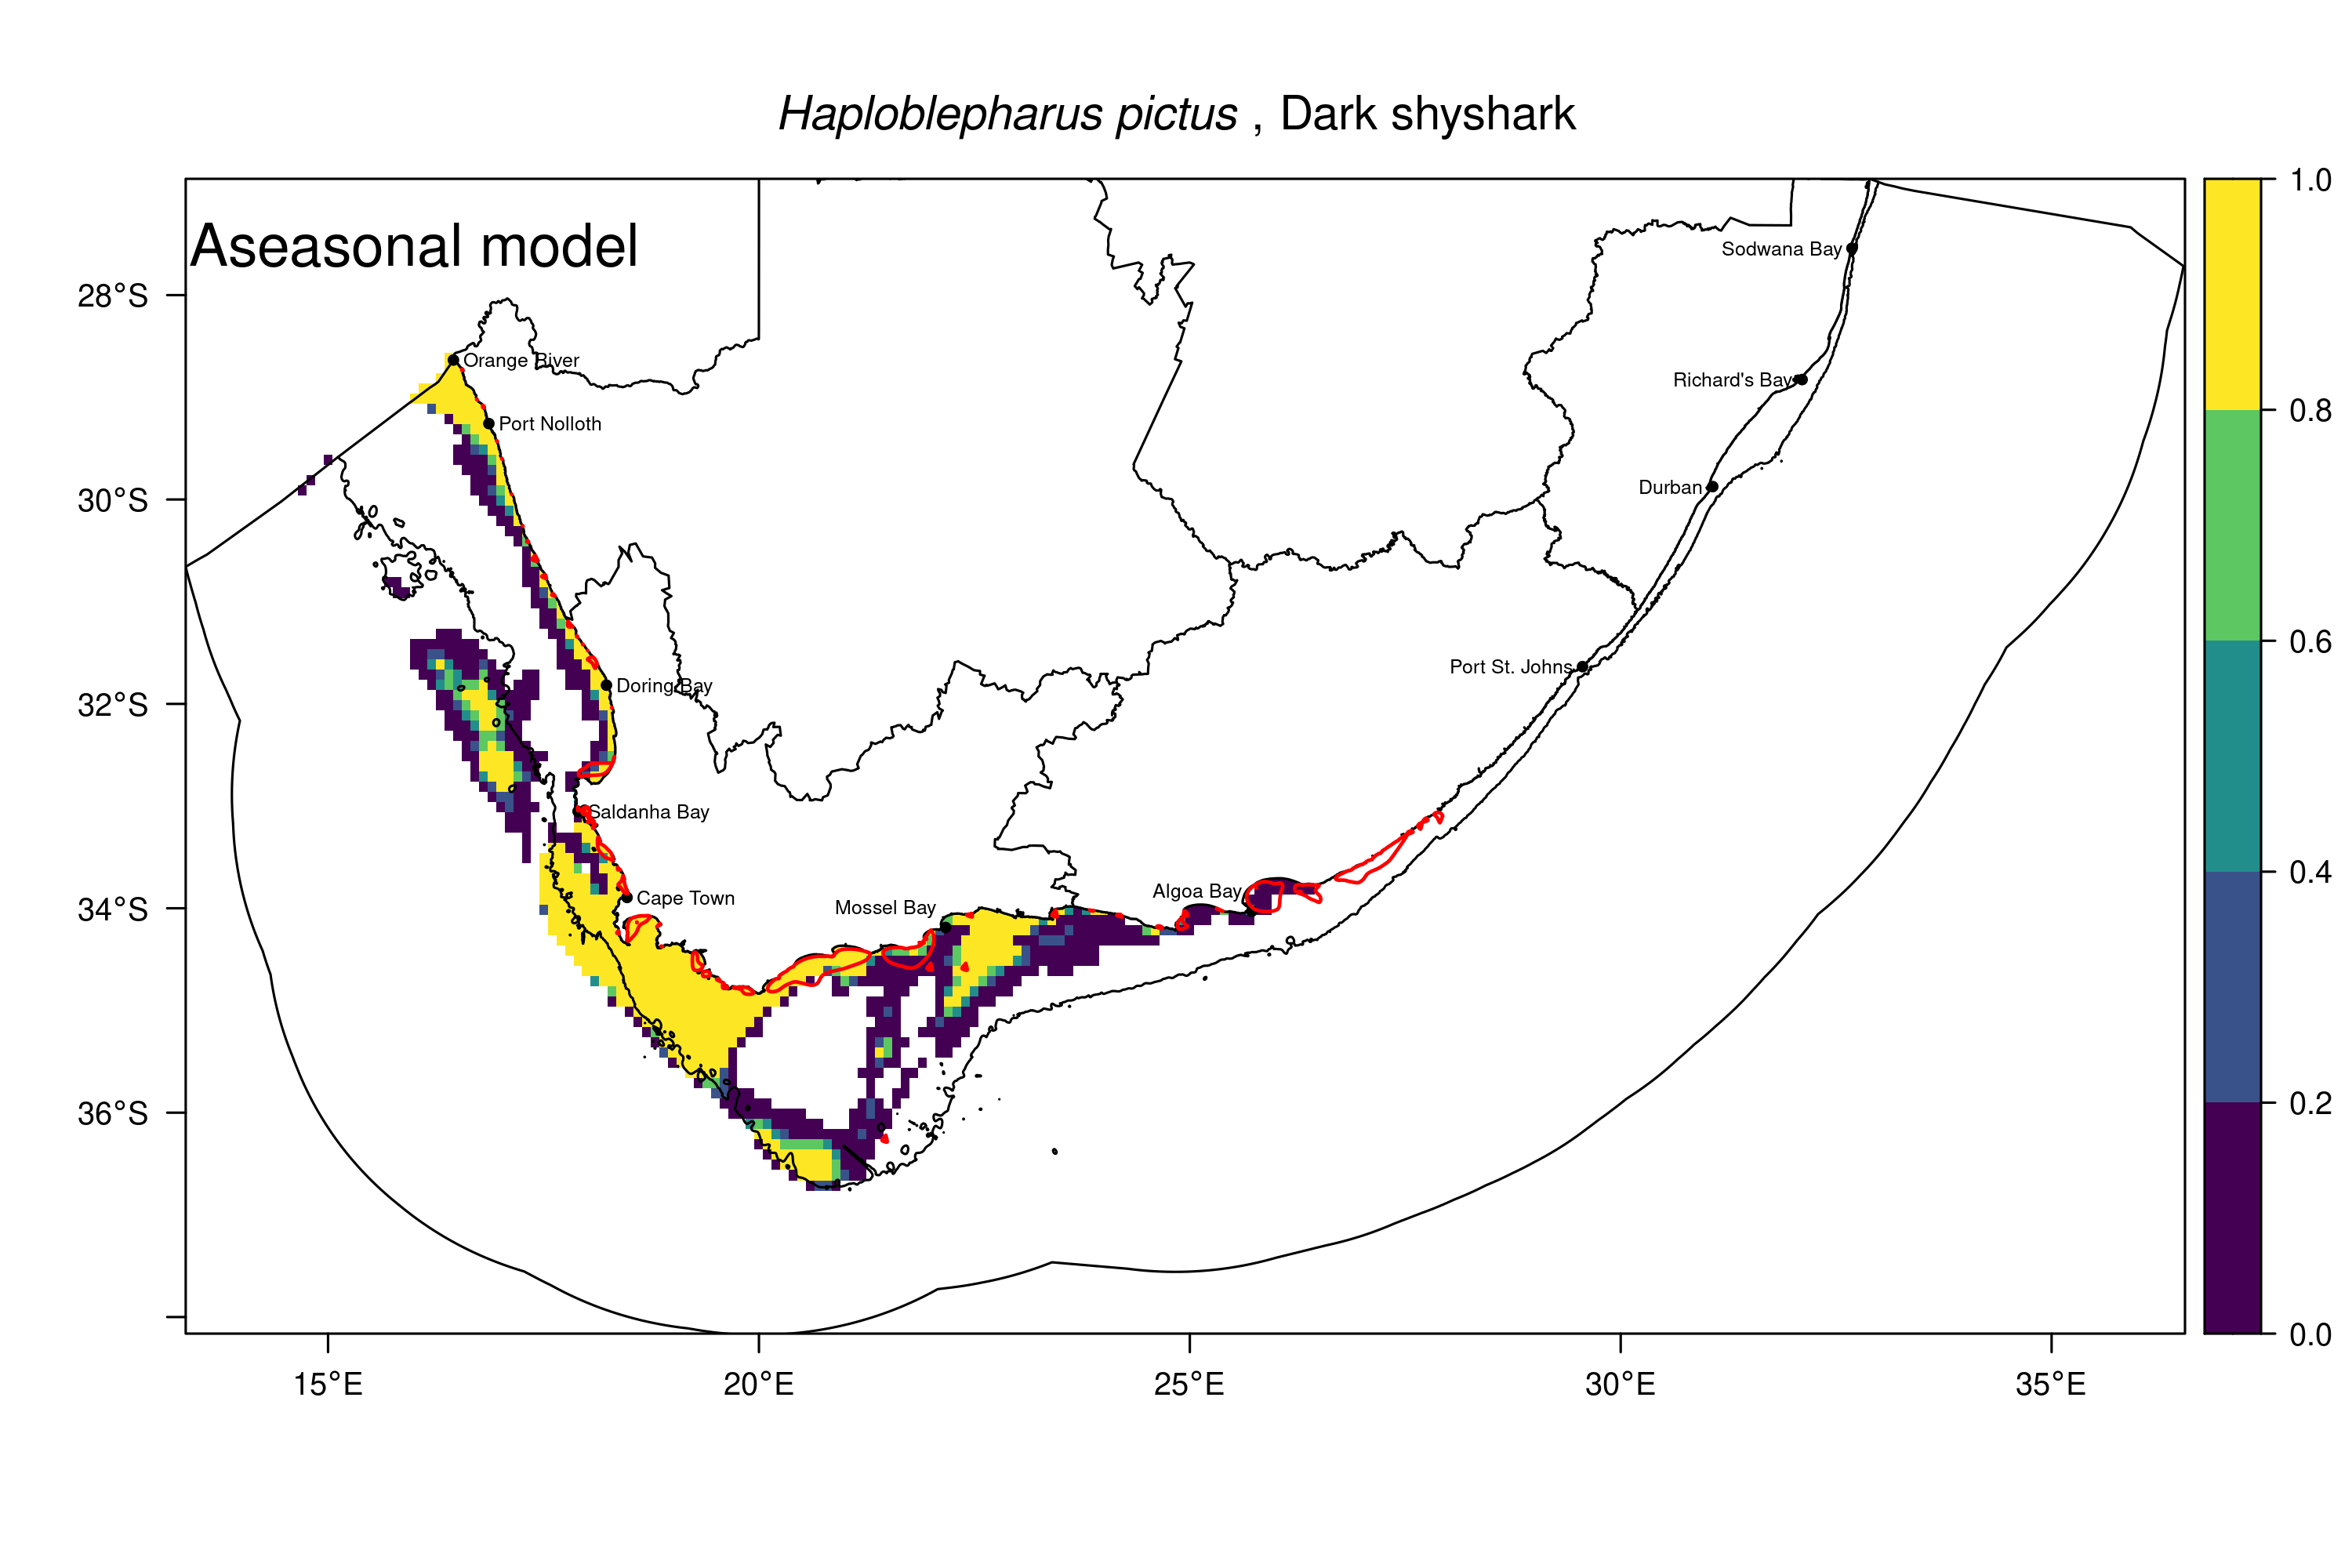 Haploblepharus pictus , Dark shyshark
Aseasonal model
1.0
0.8
0.6
0.4
0.2
0.0
28°S
30°S
32°S
34°S
36°S
15°E
20°E
25°E
30°E
35°E
Sodwana Bay
Orange River
Richard's Bay
Port Nolloth
Durban
Port St. Johns
Doring Bay
Saldanha Bay
Algoa Bay
Cape Town
Mossel Bay